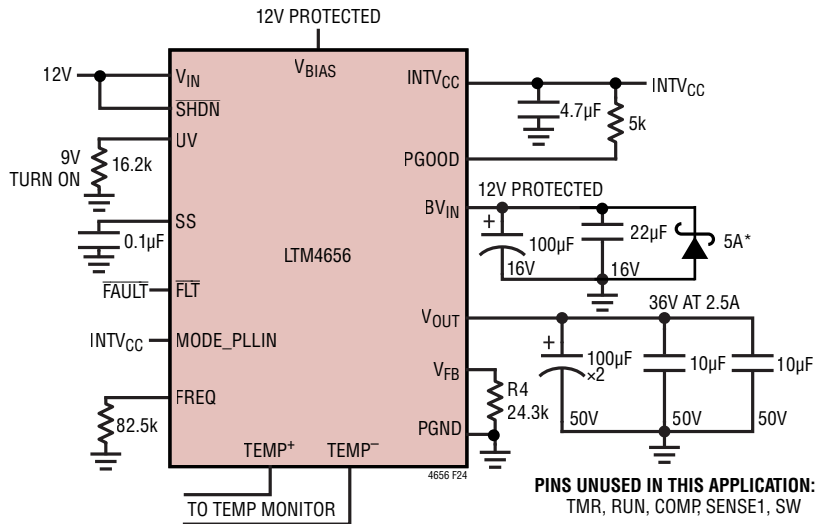 12V PROTECTED
VBIAS
12V
VIN
SHDN
UV
9V
TURN ON
16.2k
SS
0.1µF
FAULT
FLT
INTVCC
MODE_PLLIN
FREQ
82.5k
TEMP+
TEMP–
TO TEMP MONITOR
LTM4656
INTVCC
INTVCC
4.7µF
5k
PGOOD
12V PROTECTED
BVIN
+
100µF
16V
22µF
16V
5A*
36V AT 2.5A
VOUT
+
100µF
×2
50V
10µF
50V
10µF
50V
VFB
R4
24.3k
PGND
4656 F24
PINS UNUSED IN THIS APPLICATION:
TMR, RUN, COMP, SENSE1, SW